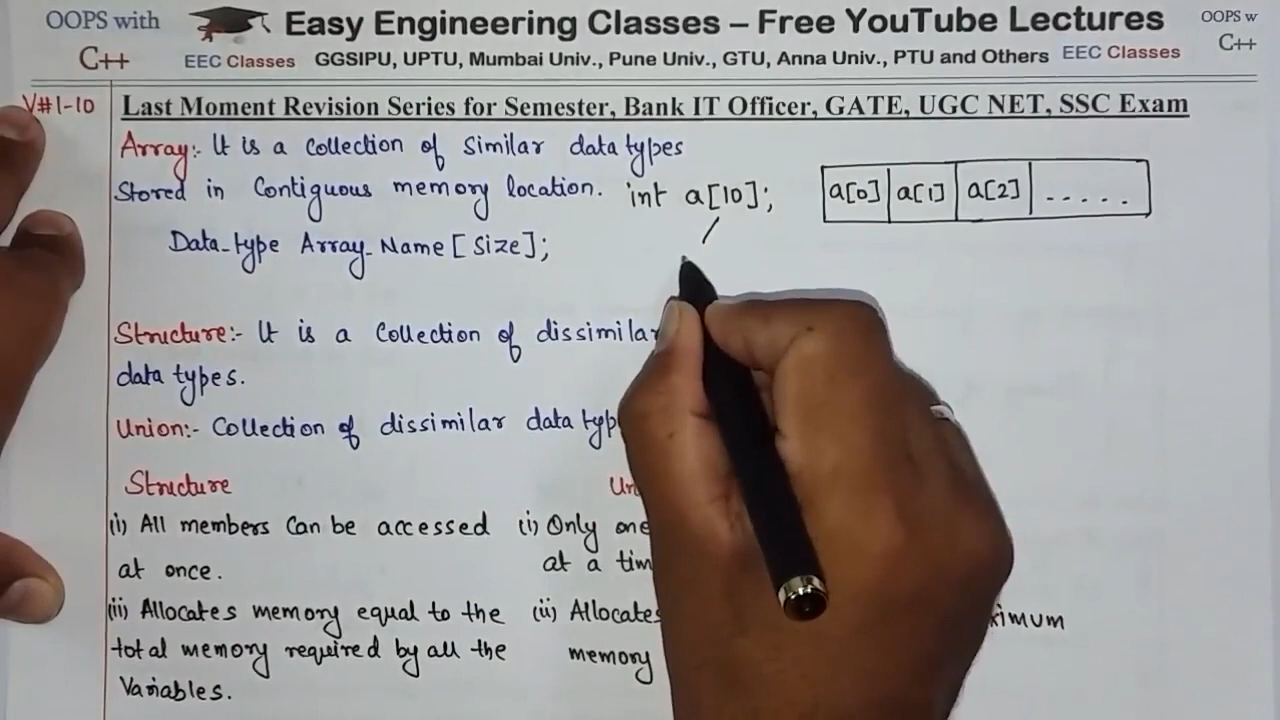 OOPS with
C++
Easy Engineering Classes – Free YouTube Lectures
OOPS w
C++
EEC Classes GGSIPU, UPTU, Mumbai Univ., Pune Univ., GTU, Anna Univ., PTU and Others EEC Classes
V#1-10
Last Moment Revision Series for Semester, Bank IT Officer, GATE, UGC NET, SSC Exam
Array:- It is a Collection of Similar data types
Stored in Contiguous memory location. int a[10];
a[0] a[1] a[2] .....
Data-type Array-Name [Size];
Structure:- It is a Collection of dissimilar
data types.
Union:- Collection of dissimilar data typ
Structure
Un
(i) All members Can be accessed
at once.
(i) Only one
at a tim
(ii) Allocates memory equal to the
total memory required by all the
Variables.
(ii) Allocates
ximum
memory